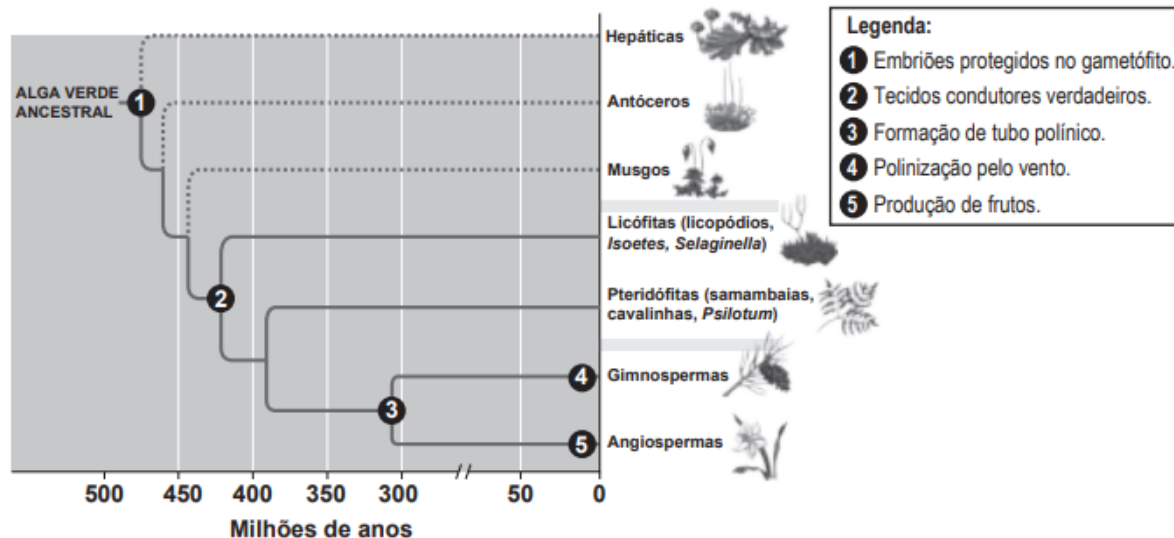 Hepáticas
ALGA VERDE
ANCESTRAL
1
Antóceros
Musgos
Licófitas (licopódios,
Isoetes, Selaginella)
2
Pteridófitas (samambaias,
cavalinhas, Psilotum)
Gimnospermas
4
3
Angiospermas
5
500 450 400 350 300 50 0
Milhões de anos
Legenda:
1 Embriões protegidos no gametófito.
2 Tecidos condutores verdadeiros.
3 Formação de tubo polínico.
4 Polinização pelo vento.
5 Produção de frutos.